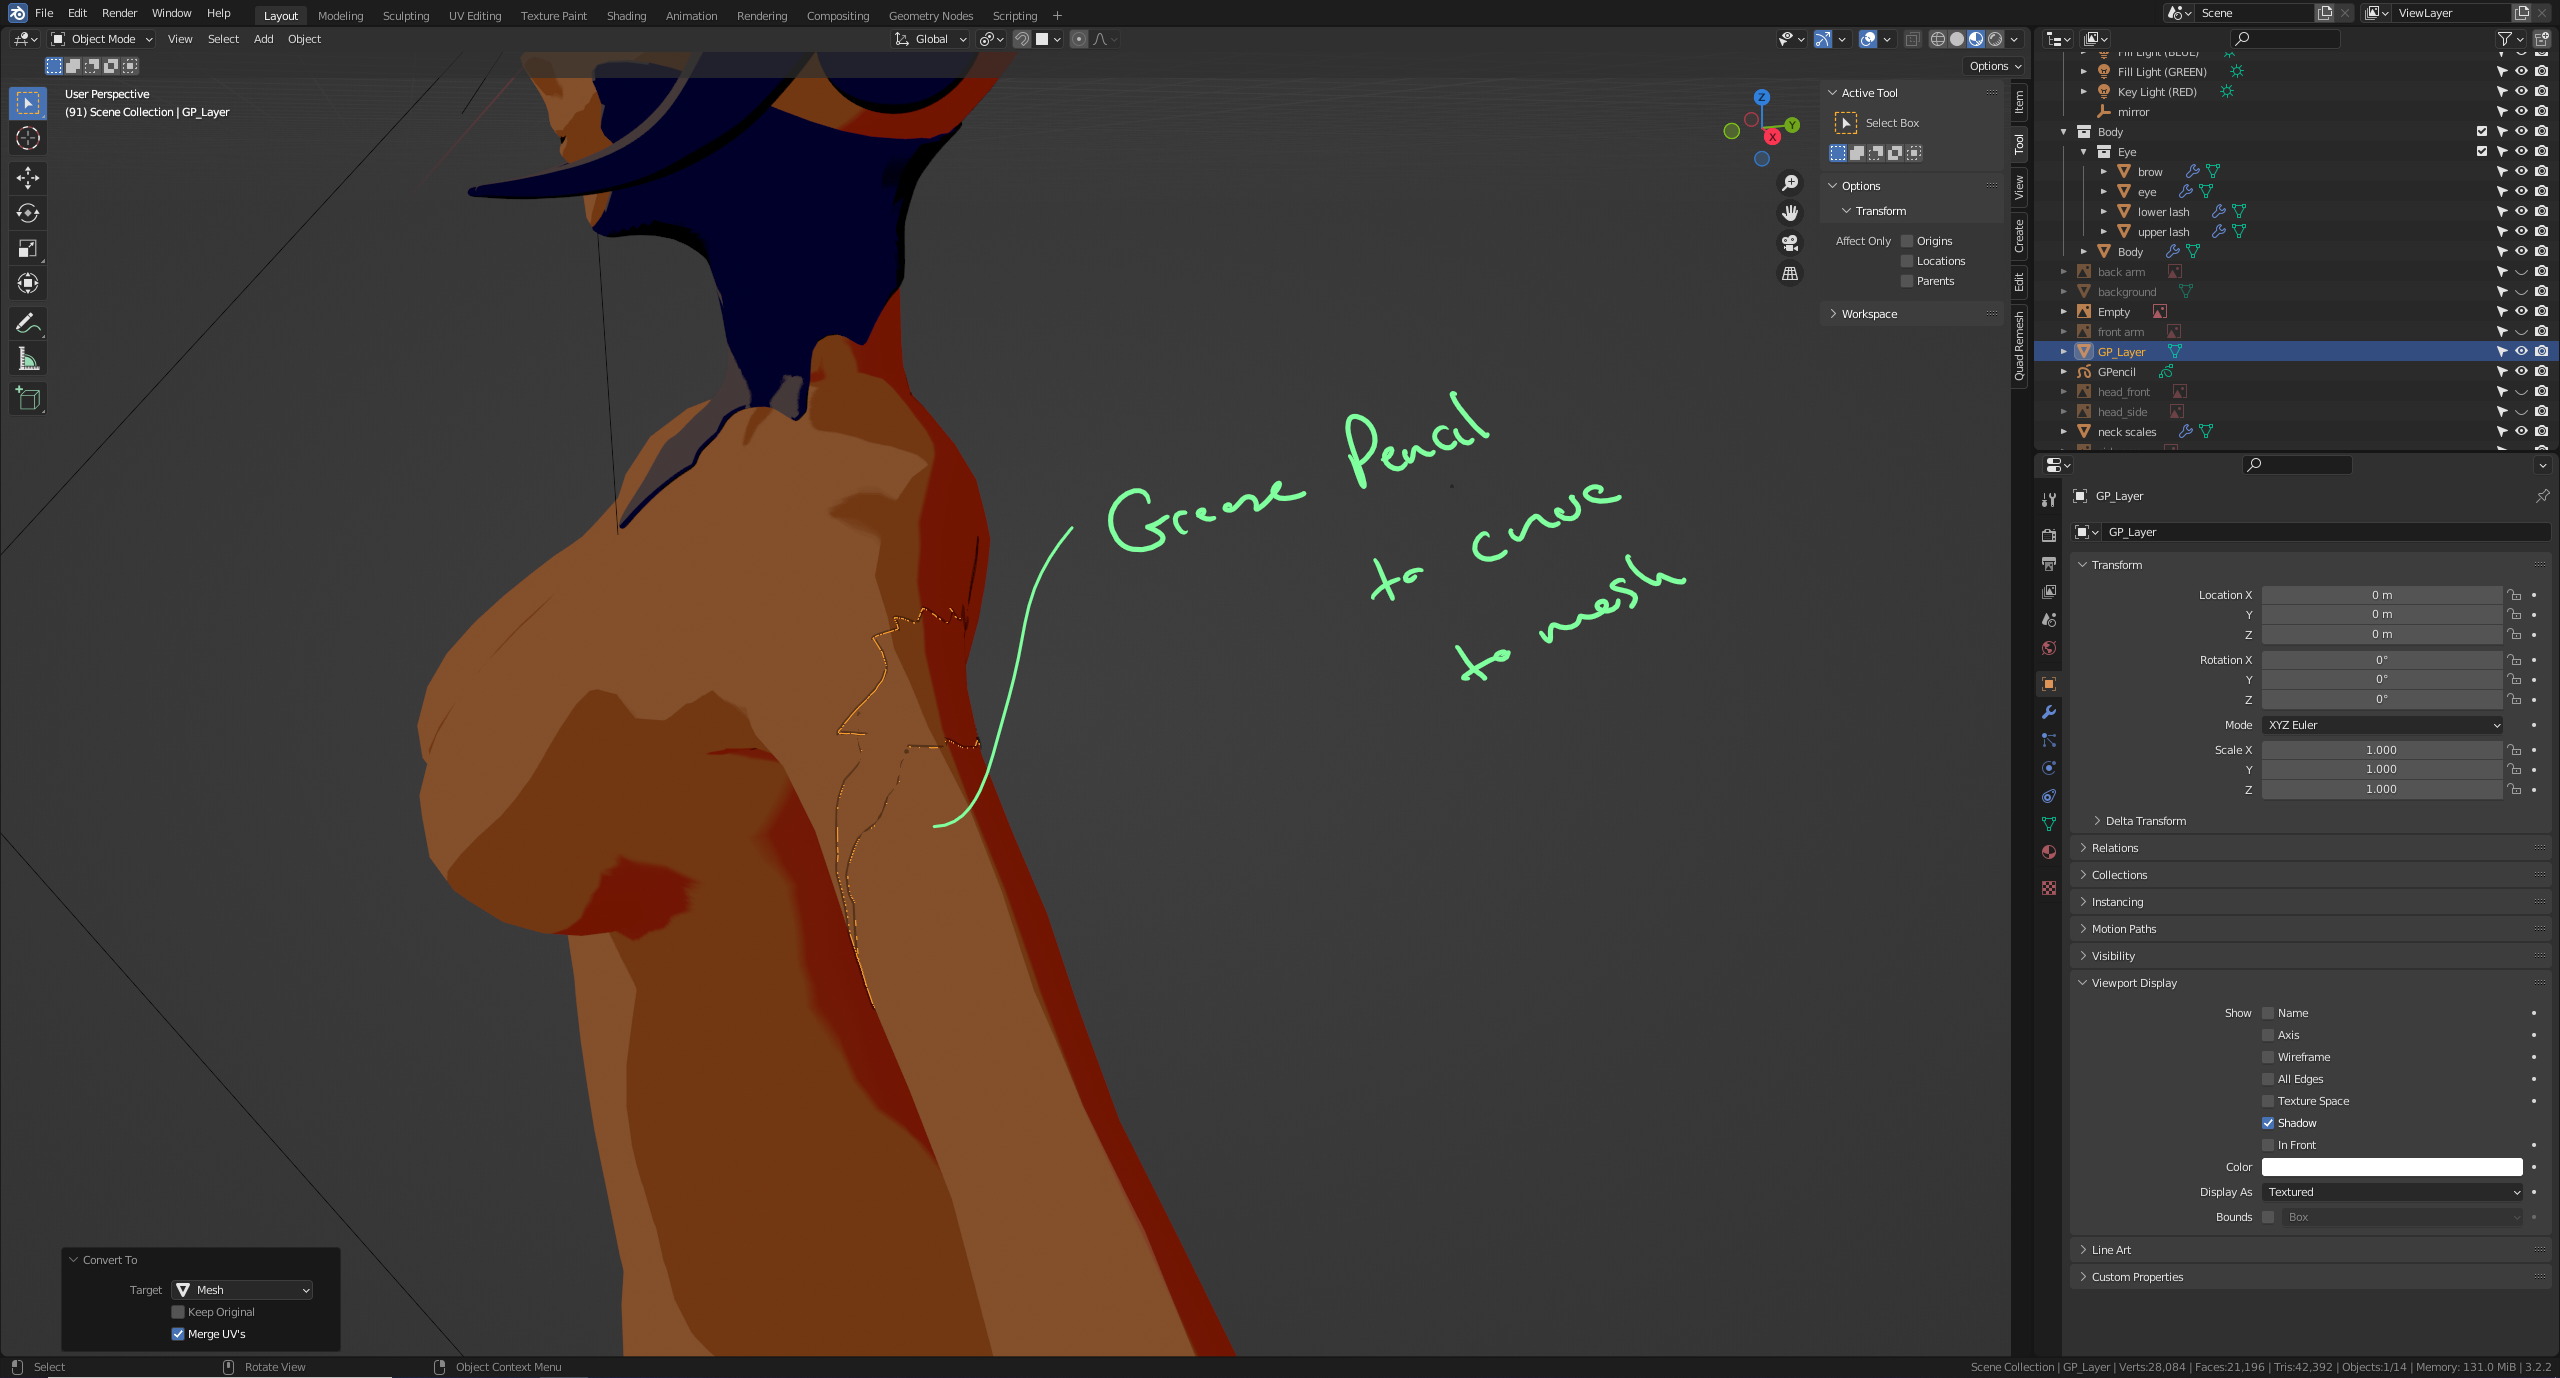 File Edit Render Window Help Layout Modeling Sculpting UV Editing Texture Paint Shading Animation Rendering Compositing Geometry Nodes Scripting + Scene ViewLayer
Object Mode View Select Add Object Global
Options
User Perspective
(91) Scene Collection | GP_Layer
Z
Y
X
Active Tool
Select Box
Options
Transform
Affect Only Origins
Locations
Parents
Workspace
Item
Tool
View
Create
Edit
Quad Remesh
Grease Pencil
to curve
to mesh
Convert To
Target Mesh
Keep Original
Merge UV's
Fill Light (BLUE)
Fill Light (GREEN)
Key Light (RED)
mirror
Body
Eye
brow
eye
lower lash
upper lash
Body
back arm
background
Empty
front arm
GP_Layer
GPencil
head_front
head_side
neck scales
GP_Layer
GP_Layer
Transform
Location X 0 m
Y 0 m
Z 0 m
Rotation X 0°
Y 0°
Z 0°
Mode XYZ Euler
Scale X 1.000
Y 1.000
Z 1.000
Delta Transform
Relations
Collections
Instancing
Motion Paths
Visibility
Viewport Display
Show Name
Axis
Wireframe
All Edges
Texture Space
Shadow
In Front
Color
Display As Textured
Bounds Box
Line Art
Custom Properties
Select Rotate View Object Context Menu
Scene Collection | GP_Layer | Verts:28,084 | Faces:21,196 | Tris:42,392 | Objects:1/14 | Memory: 131.0 MiB | 3.2.2